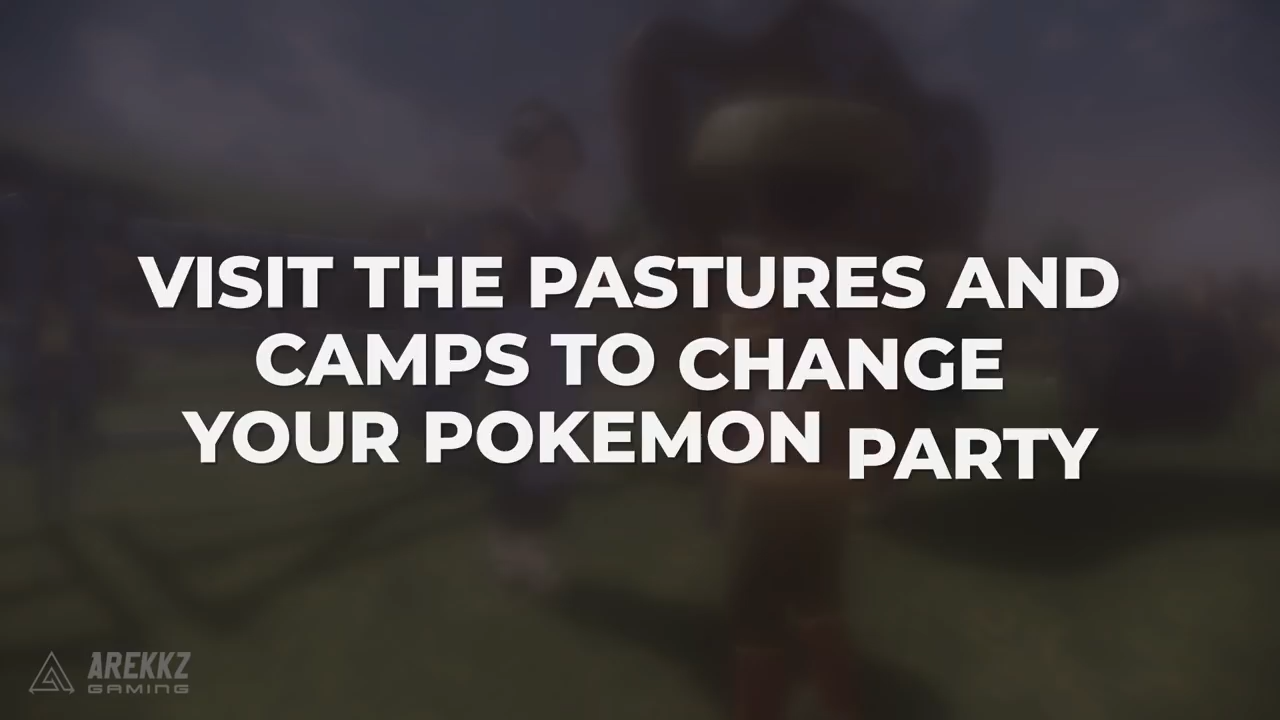 VISIT THE PASTURES AND
CAMPS TO CHANGE
YOUR POKEMON PARTY
AREKKZ
GAMING